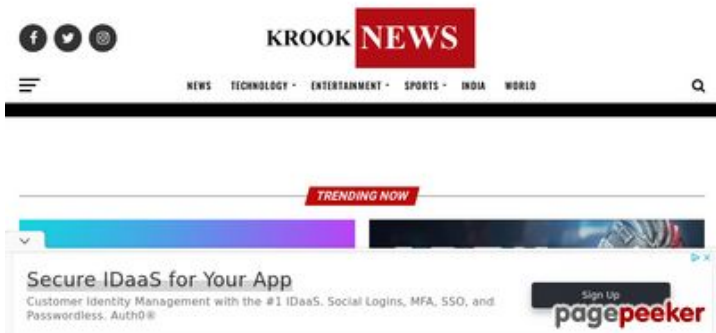 KROOK NEWS
NEWS TECHNOLOGY ENTERTAINMENT SPORTS INDIA WORLD
TRENDING NOW
Secure IDaaS for Your App
Customer Identity Management with the #1 IDaaS. Social Logins, MFA, SSO, and
Passwordless. Auth0®
Sign Up
pagepeeker